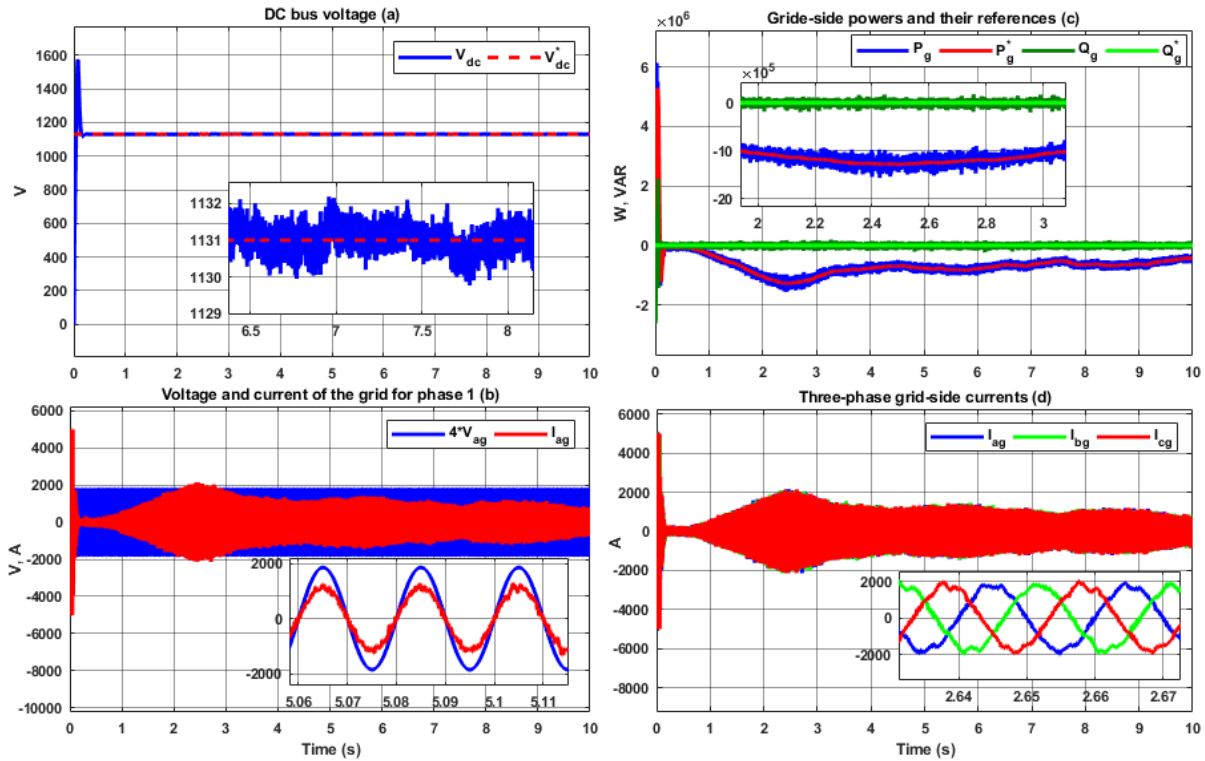 DC bus voltage (a)
V
1600
1400
1200
1000
800
600
400
200
0
V_dc
V*_dc
1132
1131
1130
1129
6.5 7 7.5 8
0 1 2 3 4 5 6 7 8 9 10
Gride-side powers and their references (c)
×10^6
W, VAR
6
4
2
0
-2
P_g
P*_g
Q_g
Q*_g
×10^5
0
-10
-20
2 2.2 2.4 2.6 2.8 3
0 1 2 3 4 5 6 7 8 9 10
Voltage and current of the grid for phase 1 (b)
V, A
6000
4000
2000
0
-2000
-4000
-6000
-8000
-10000
4*V_ag
I_ag
2000
0
-2000
5.06 5.07 5.08 5.09 5.1 5.11
0 1 2 3 4 5 6 7 8 9 10
Time (s)
Three-phase grid-side currents (d)
A
6000
4000
2000
0
-2000
-4000
-6000
-8000
I_ag
I_bg
I_cg
2000
0
-2000
2.64 2.65 2.66 2.67
0 1 2 3 4 5 6 7 8 9 10
Time (s)